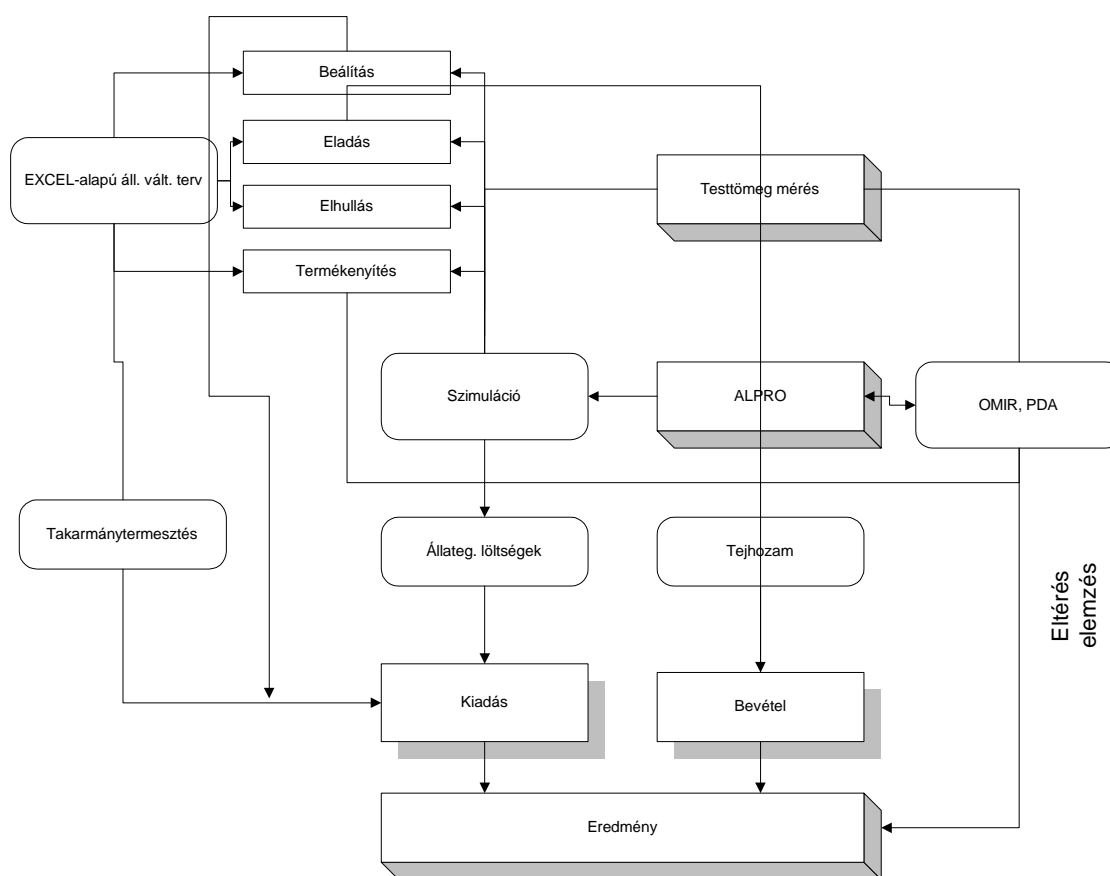 Beálítás
Eladás
EXCEL-alapú áll. vált. terv
Testtömeg mérés
Elhullás
Termékenyítés
Szimuláció
ALPRO
OMIR, PDA
Takarmánytermesztés
Állateg. löltségek
Tejhozam
Eltérés
elemzés
Kiadás
Bevétel
Eredmény